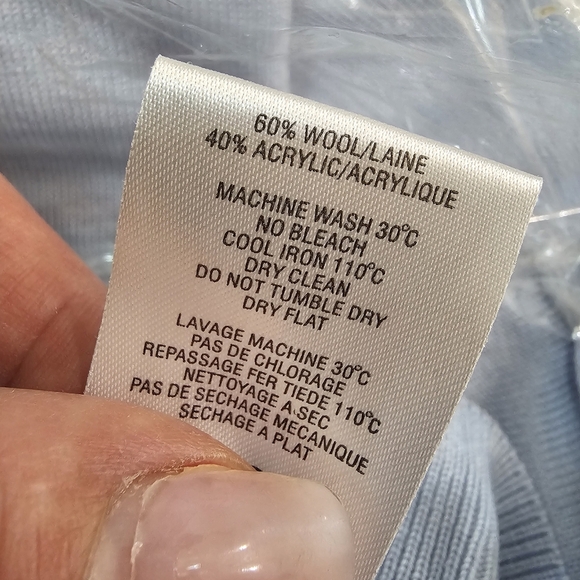 60% WOOL/LAINE
40% ACRYLIC/ACRYLIQUE
MACHINE WASH 30°C
NO BLEACH
COOL IRON 110°C
DRY CLEAN
DO NOT TUMBLE DRY
DRY FLAT
LAVAGE MACHINE 30°C
PAS DE CHLORAGE
REPASSAGE FER TIEDE 110°C
NETTOYAGE A SEC
PAS DE SECHAGE MECANIQUE
SECHAGE A PLAT